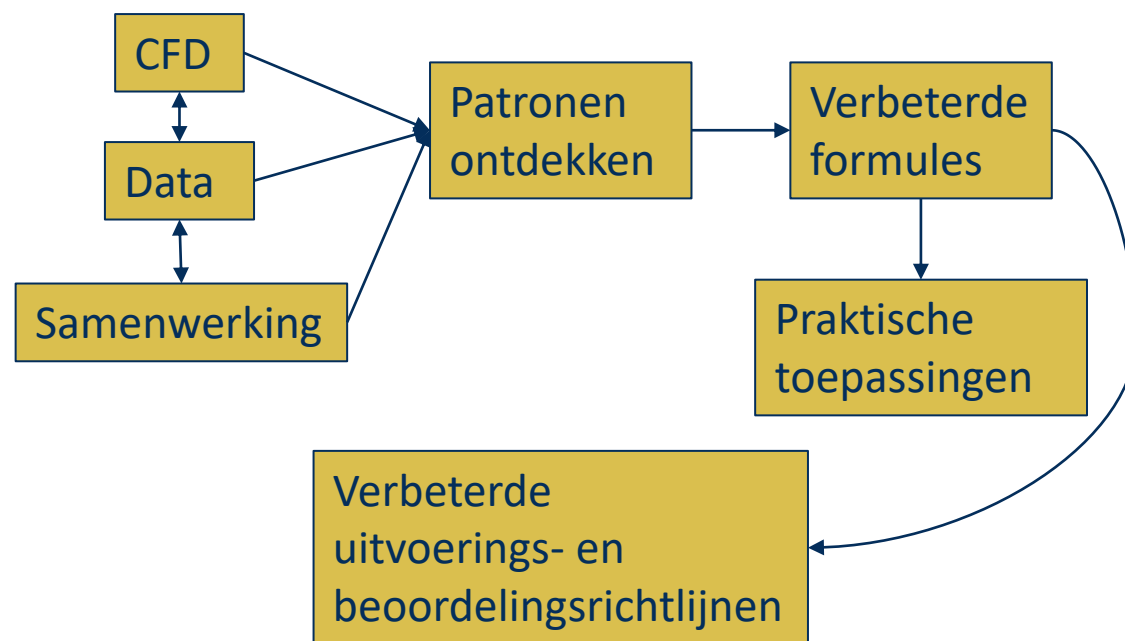 CFD
Data
Samenwerking
Patronen
ontdekken
Verbeterde
formules
Praktische
toepassingen
Verbeterde
uitvoerings- en
beoordelingsrichtlijnen